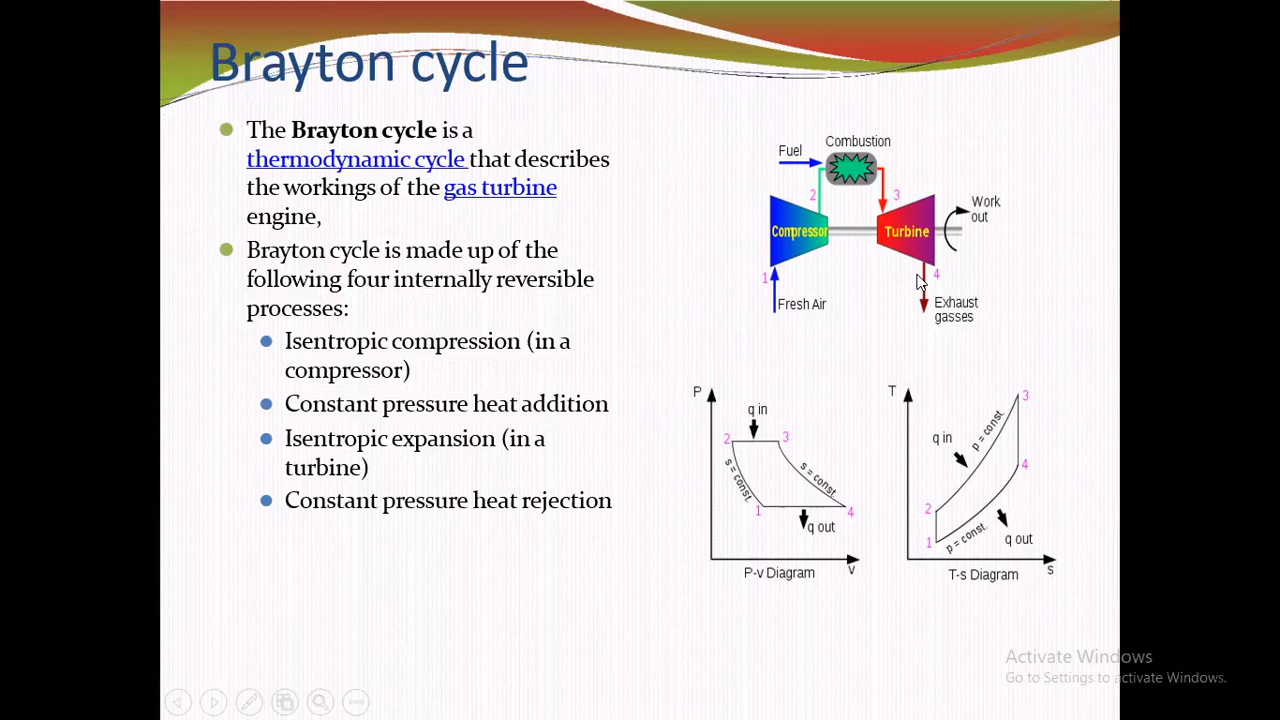 Brayton cycle
The Brayton cycle is a
thermodynamic cycle that describes
the workings of the gas turbine
engine,
Brayton cycle is made up of the
following four internally reversible
processes:
Isentropic compression (in a
compressor)
Constant pressure heat addition
Isentropic expansion (in a
turbine)
Constant pressure heat rejection
Combustion
Fuel
2
3
Work
out
Compressor
Turbine
1
4
Fresh Air
Exhaust
gasses
P
q in
2
3
s = const.
s = const.
1
4
q out
P-v Diagram
v
T
3
q in
p = const.
4
2
1
p = const.
q out
T-s Diagram
s
Activate Windows
Go to Settings to activate Windows.